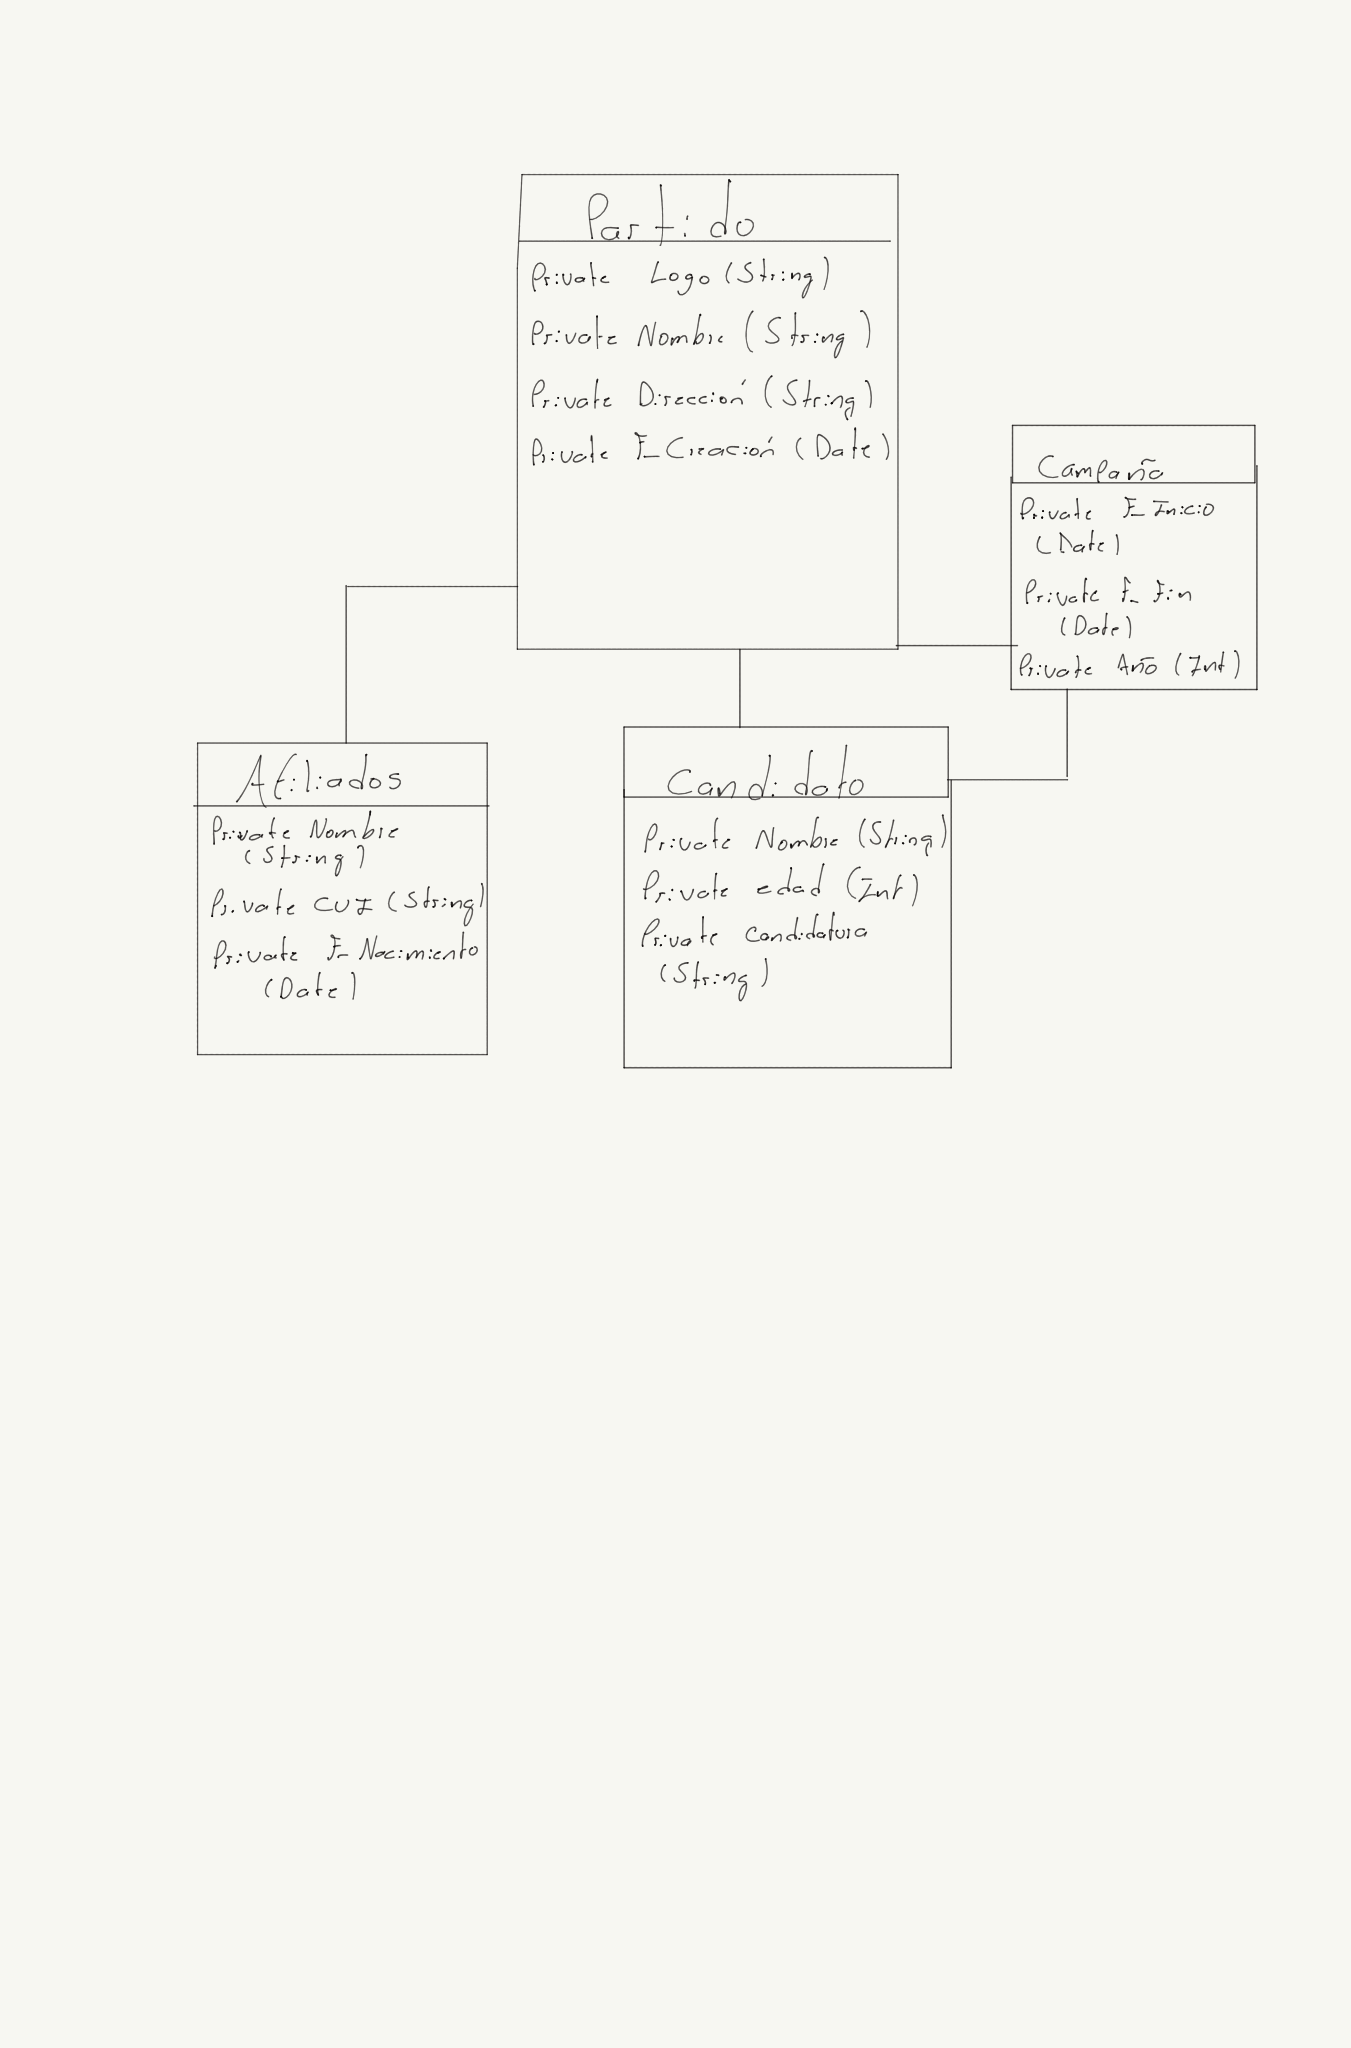 Partido
Private Logo (String)
Private Nombre (String)
Private Dirección (String)
Private F_Creación (Date)
Campaña
Private F_Inicio
(Date)
Private F_Fin
(Date)
Private Año (Int)
Afiliados
Private Nombre
(String)
Private CUI (String)
Private F_Nacimiento
(Date)
Candidato
Private Nombre (String)
Private edad (Int)
Private candidatura
(String)